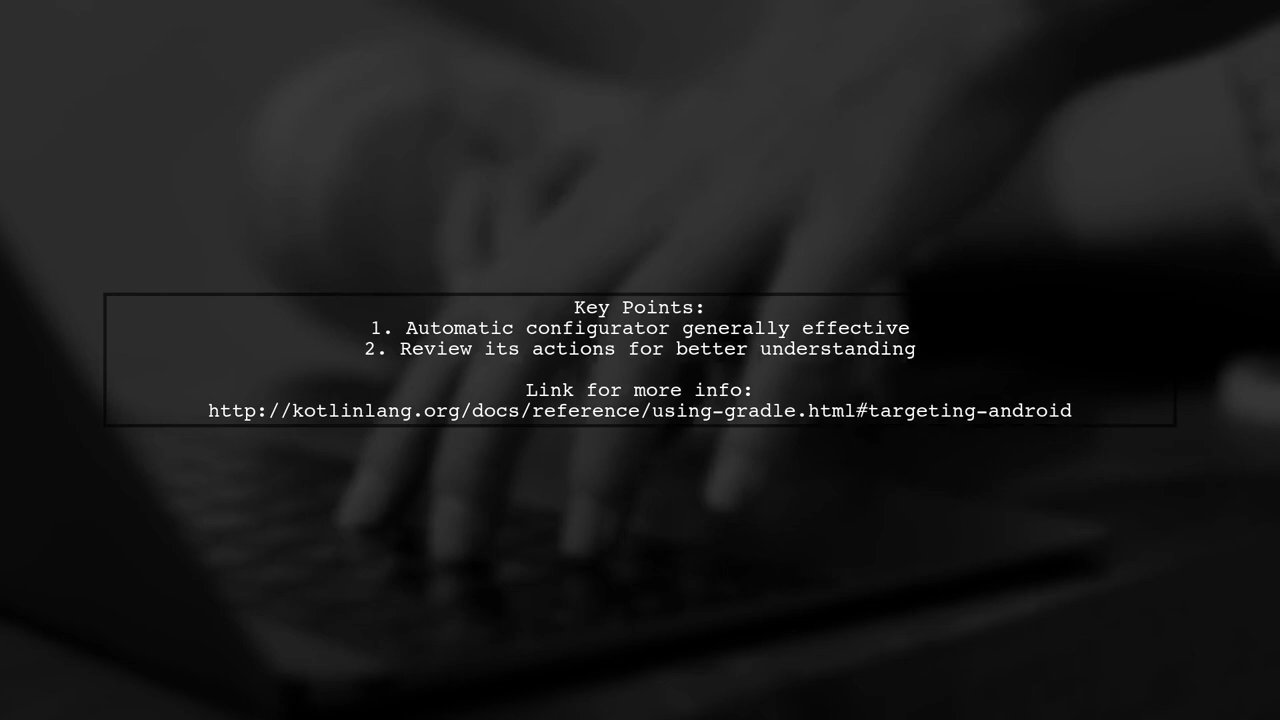 Key Points:
1. Automatic configurator generally effective
2. Review its actions for better understanding
Link for more info:
http://kotlinlang.org/docs/reference/using-gradle.html#targeting-android